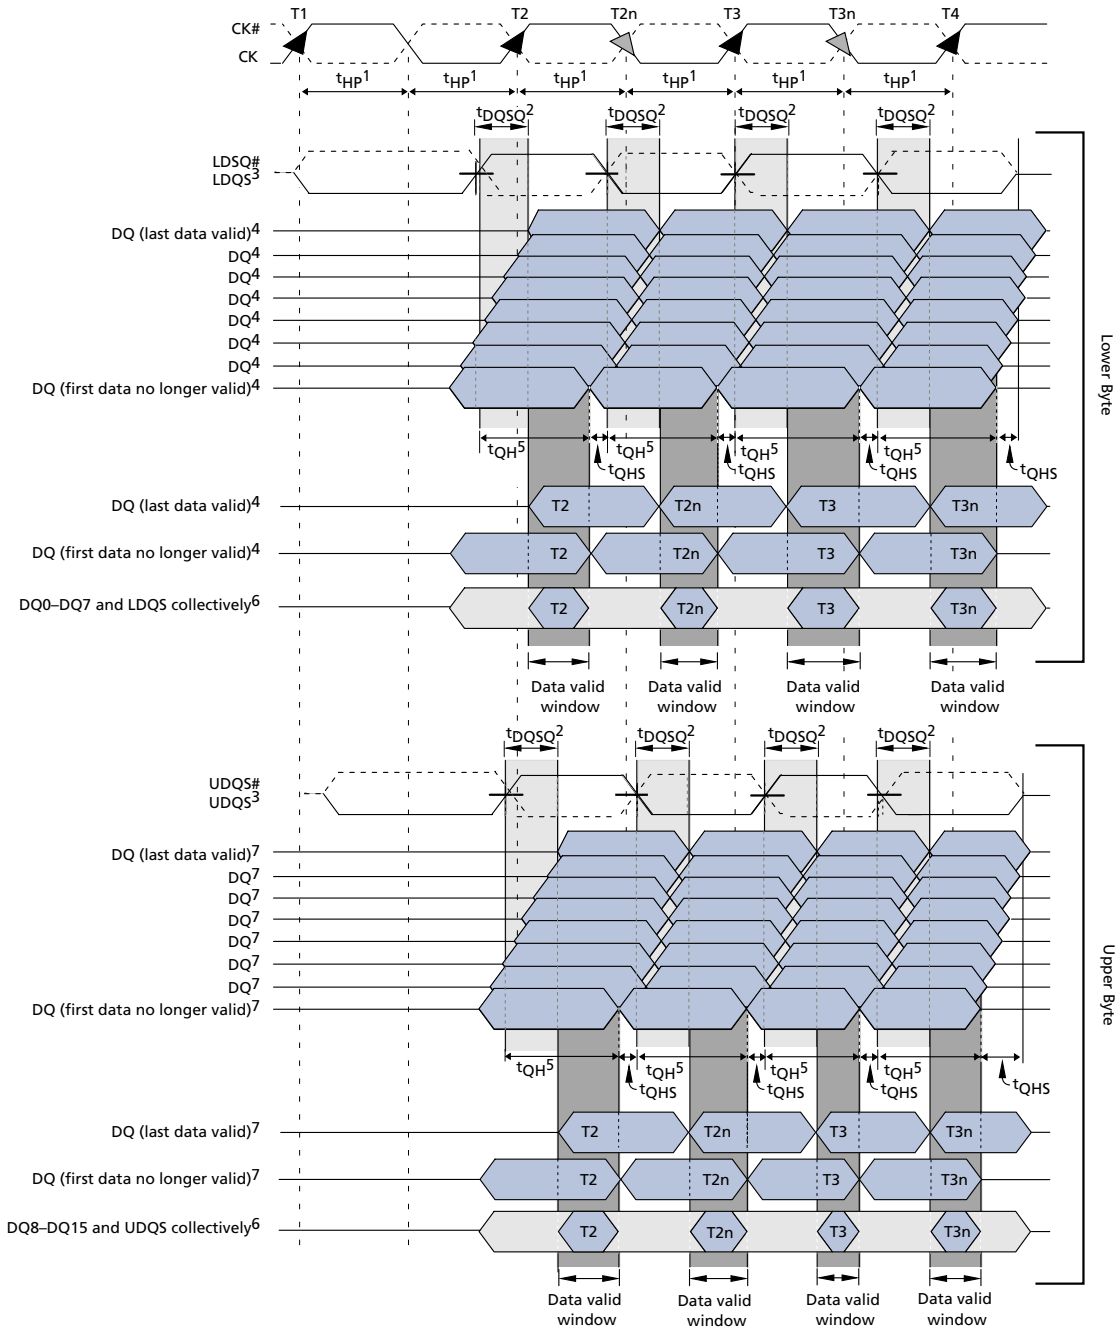 T1 T2 T2n T3 T3n T4
CK#
CK
tHP1 tHP1 tHP1 tHP1 tHP1 tHP1
tDQSQ2 tDQSQ2 tDQSQ2 tDQSQ2
LDSQ#
LDQS3
DQ (last data valid)4
DQ4
DQ4
DQ4
DQ4
DQ4
DQ4
DQ (first data no longer valid)4
Lower Byte
tQH5 tQH5 tQH5 tQH5
tQHS tQHS tQHS tQHS
DQ (last data valid)4 T2 T2n T3 T3n
DQ (first data no longer valid)4 T2 T2n T3 T3n
DQ0–DQ7 and LDQS collectively6 T2 T2n T3 T3n
Data valid window Data valid window Data valid window Data valid window
tDQSQ2 tDQSQ2 tDQSQ2 tDQSQ2
UDQS#
UDQS3
DQ (last data valid)7
DQ7
DQ7
DQ7
DQ7
DQ7
DQ7
DQ (first data no longer valid)7
Upper Byte
tQH5 tQH5 tQH5 tQH5
tQHS tQHS tQHS tQHS
DQ (last data valid)7 T2 T2n T3 T3n
DQ (first data no longer valid)7 T2 T2n T3 T3n
DQ8–DQ15 and UDQS collectively6 T2 T2n T3 T3n
Data valid window Data valid window Data valid window Data valid window